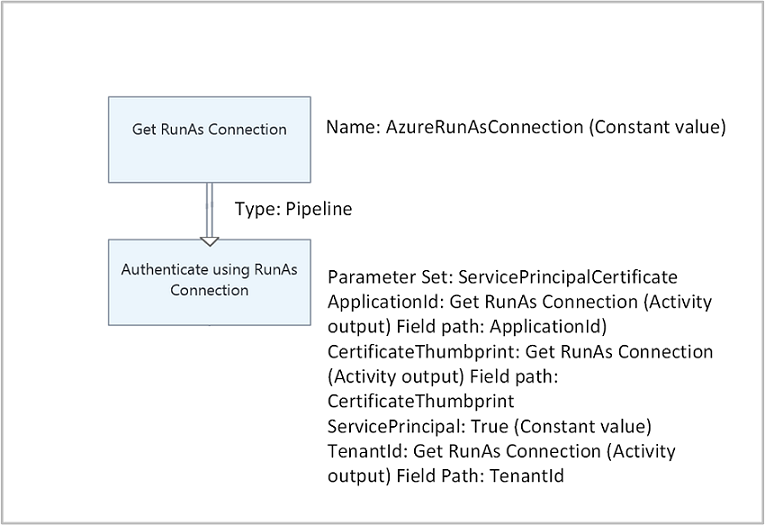 Get RunAs Connection
Name: AzureRunAsConnection (Constant value)
Type: Pipeline
Authenticate using RunAs
Connection
Parameter Set: ServicePrincipalCertificate
ApplicationId: Get RunAs Connection (Activity
output) Field path: ApplicationId)
CertificateThumbprint: Get RunAs Connection
(Activity output) Field path:
CertificateThumbprint
ServicePrincipal: True (Constant value)
TenantId: Get RunAs Connection (Activity
output) Field Path: TenantId